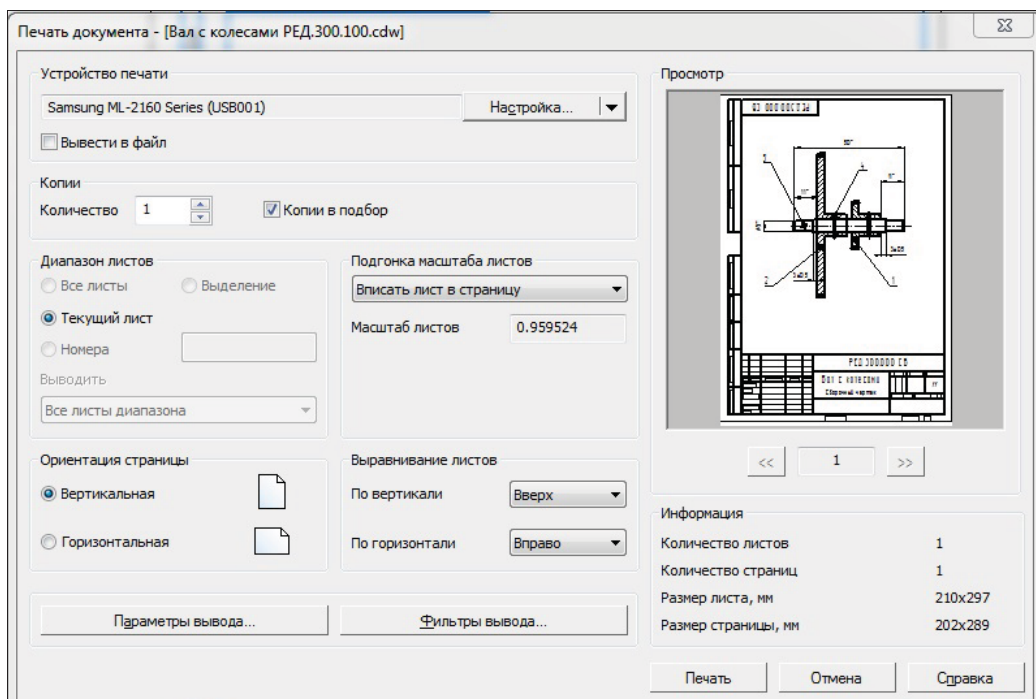 Печать документа - [Вал с колесами РЕД.300.100.cdw]
Устройство печати
Samsung ML-2160 Series (USB001)
Настройка...
Вывести в файл
Копии
Количество 1
Копии в подбор
Диапазон листов
Все листы Выделение
Текущий лист
Номера
Выводить
Все листы диапазона
Подгонка масштаба листов
Вписать лист в страницу
Масштаб листов 0.959524
Ориентация страницы
Вертикальная
Горизонтальная
Выравнивание листов
По вертикали Вверх
По горизонтали Вправо
Параметры вывода... Фильтры вывода...
Просмотр
Вал с колесами
Сборочный чертеж
<< 1 >>
Информация
Количество листов 1
Количество страниц 1
Размер листа, мм 210x297
Размер страницы, мм 202x289
Печать Отмена Справка